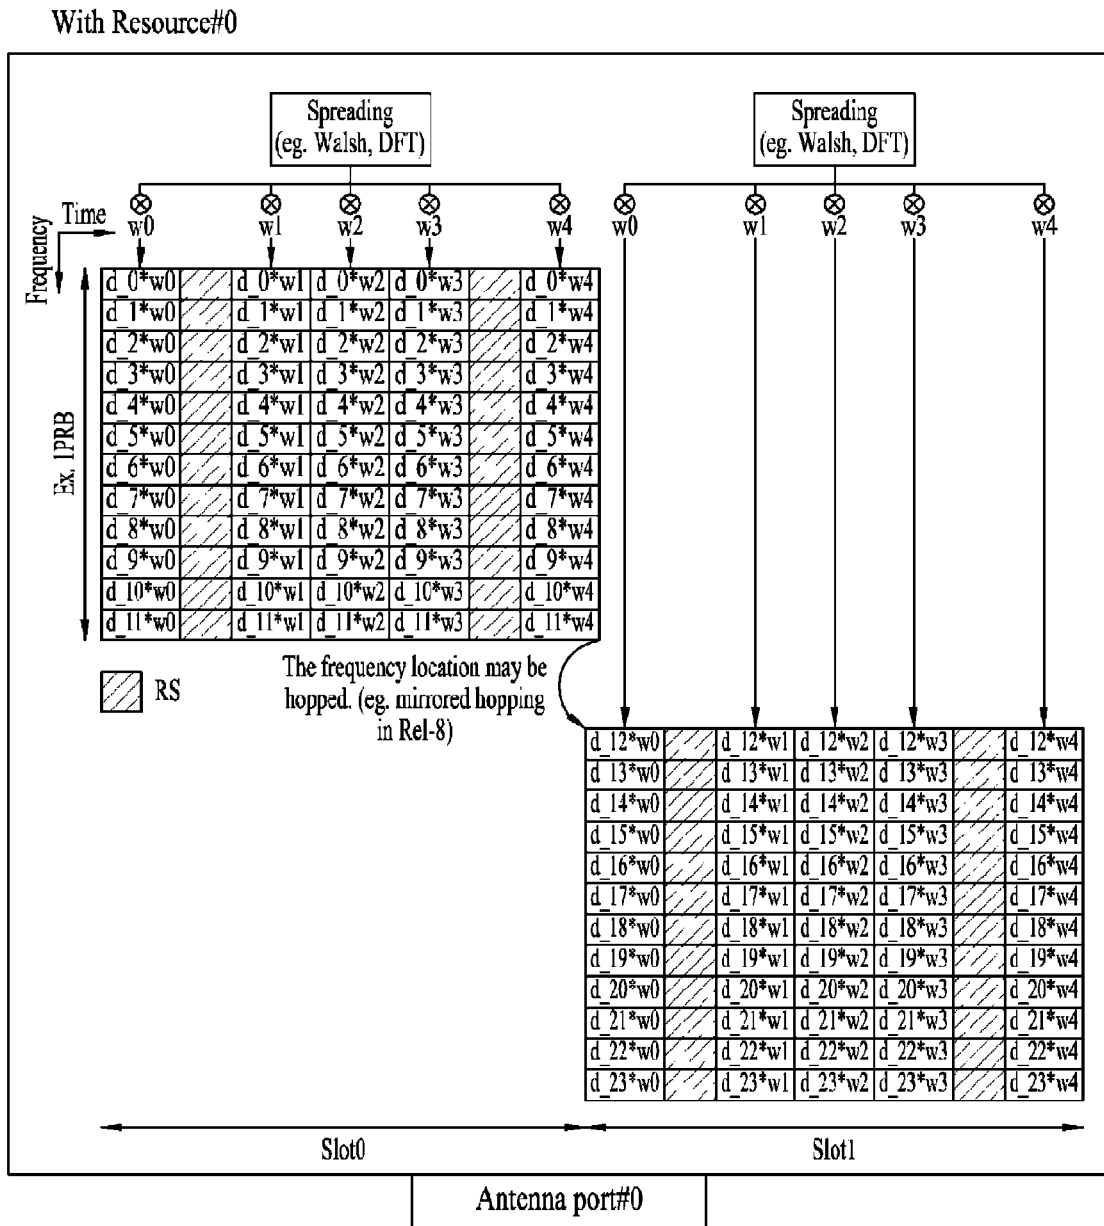 With Resource#0
Spreading
(eg. Walsh, DFT)
Spreading
(eg. Walsh, DFT)
Time
Frequency
w0 w1 w2 w3 w4
w0 w1 w2 w3 w4
Ex, 1PRB
d_0*w0 d_0*w1 d_0*w2 d_0*w3 d_0*w4
d_1*w0 d_1*w1 d_1*w2 d_1*w3 d_1*w4
d_2*w0 d_2*w1 d_2*w2 d_2*w3 d_2*w4
d_3*w0 d_3*w1 d_3*w2 d_3*w3 d_3*w4
d_4*w0 d_4*w1 d_4*w2 d_4*w3 d_4*w4
d_5*w0 d_5*w1 d_5*w2 d_5*w3 d_5*w4
d_6*w0 d_6*w1 d_6*w2 d_6*w3 d_6*w4
d_7*w0 d_7*w1 d_7*w2 d_7*w3 d_7*w4
d_8*w0 d_8*w1 d_8*w2 d_8*w3 d_8*w4
d_9*w0 d_9*w1 d_9*w2 d_9*w3 d_9*w4
d_10*w0 d_10*w1 d_10*w2 d_10*w3 d_10*w4
d_11*w0 d_11*w1 d_11*w2 d_11*w3 d_11*w4
RS
The frequency location may be
hopped. (eg. mirrored hopping
in Rel-8)
d_12*w0 d_12*w1 d_12*w2 d_12*w3 d_12*w4
d_13*w0 d_13*w1 d_13*w2 d_13*w3 d_13*w4
d_14*w0 d_14*w1 d_14*w2 d_14*w3 d_14*w4
d_15*w0 d_15*w1 d_15*w2 d_15*w3 d_15*w4
d_16*w0 d_16*w1 d_16*w2 d_16*w3 d_16*w4
d_17*w0 d_17*w1 d_17*w2 d_17*w3 d_17*w4
d_18*w0 d_18*w1 d_18*w2 d_18*w3 d_18*w4
d_19*w0 d_19*w1 d_19*w2 d_19*w3 d_19*w4
d_20*w0 d_20*w1 d_20*w2 d_20*w3 d_20*w4
d_21*w0 d_21*w1 d_21*w2 d_21*w3 d_21*w4
d_22*w0 d_22*w1 d_22*w2 d_22*w3 d_22*w4
d_23*w0 d_23*w1 d_23*w2 d_23*w3 d_23*w4
Slot0
Slot1
Antenna port#0